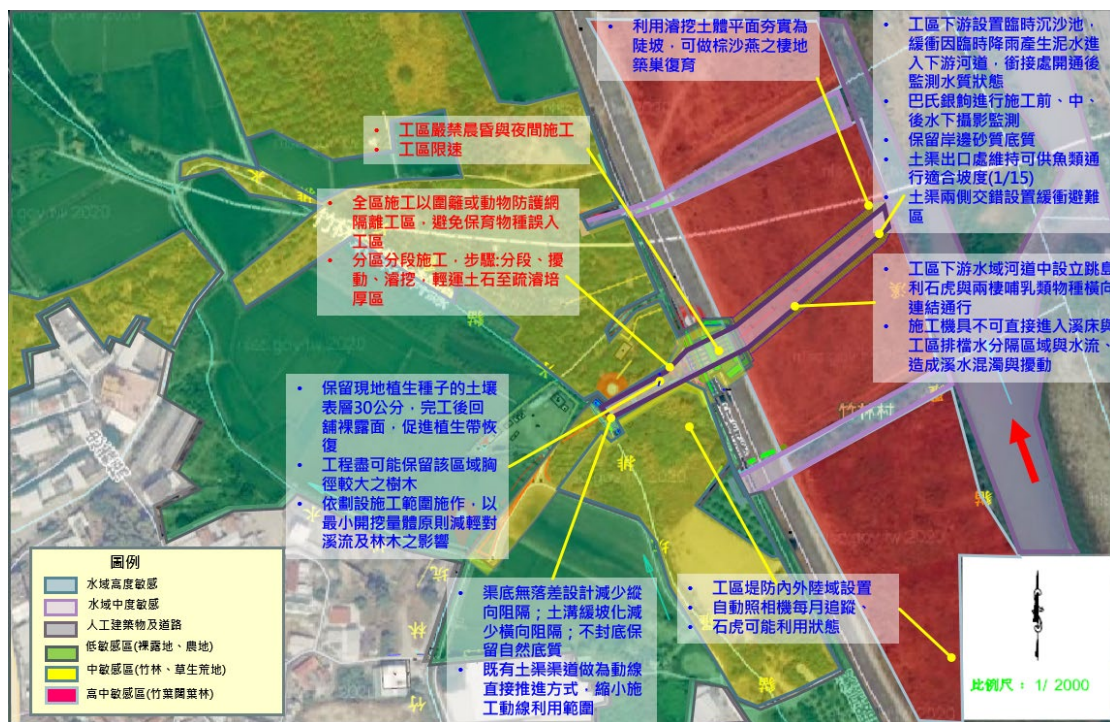 利用濬挖土體平面夯實為
陡坡，可做棕沙燕之棲地
築巢復育
工區下游設置臨時沉沙池，
緩衝因臨時降雨產生泥水進
入下游河道，銜接處開通後
監測水質狀態
巴氏銀鮈進行施工前、中、
後水下攝影監測
保留岸邊砂質底質
土渠出口處維持可供魚類通
行適合坡度(1/15)
土渠兩側交錯設置緩衝避難
區
工區嚴禁晨昏與夜間施工
工區限速
全區施工以圍籬或動物防護網
隔離工區，避免保育物種誤入
工區
分區分段施工，步驟:分段、擾
動、濬挖，輕運土石至疏濬培
厚區
工區下游水域河道中設立跳島
利石虎與兩棲哺乳類物種橫向
連結通行
施工機具不可直接進入溪床與
工區排檔水分隔區域與水流、
造成溪水混濁與擾動
保留現地植生種子的土壤
表層30公分，完工後回
鋪裸露面，促進植生帶恢
復
工程盡可能保留該區域胸
徑較大之樹木
依劃設施工範圍施作，以
最小開挖量體原則減輕對
溪流及林木之影響
竹林村
渠底無落差設計減少縱
向阻隔；土溝緩坡化減
少橫向阻隔；不封底保
留自然底質
既有土渠渠道做為動線
直接推進方式，縮小施
工動線利用範圍
工區堤防內外陸域設置
自動照相機每月追蹤、
石虎可能利用狀態
圖例
水域高度敏感
水域中度敏感
人工建築物及道路
低敏感區(裸露地、農地)
中敏感區(竹林、草生荒地)
高中敏感區(竹葉闊葉林)
比例尺：1/ 2000